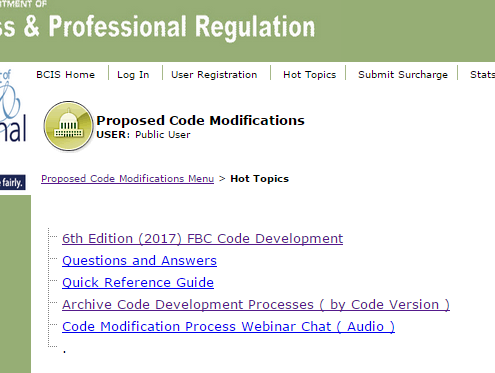 TMENT OF
ss & Professional Regulation
r of
nal
e fairly.
BCIS Home Log In User Registration Hot Topics Submit Surcharge Stats
Proposed Code Modifications
USER: Public User
Proposed Code Modifications Menu > Hot Topics
6th Edition (2017) FBC Code Development
Questions and Answers
Quick Reference Guide
Archive Code Development Processes ( by Code Version )
Code Modification Process Webinar Chat ( Audio )
.